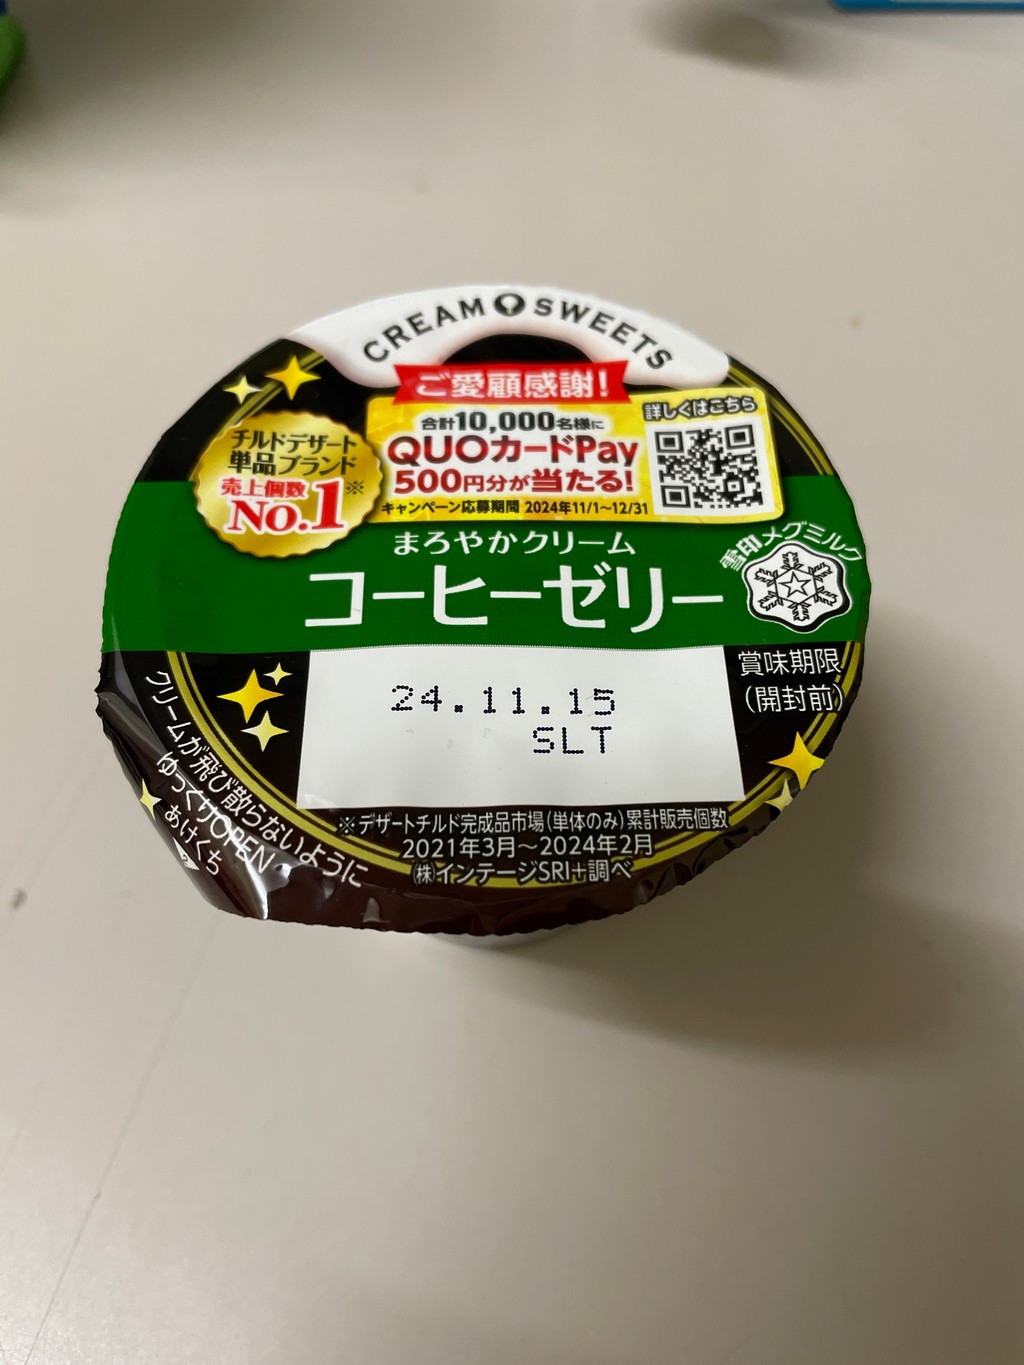 CREAM SWEETS
ご愛顧感謝!
合計10,000名様に
QUOカードPay
500円分が当たる!
キャンペーン応募期間 2024年11/1~12/31
詳しくはこちら
チルドデザート
単品ブランド
売上個数※
No.1
まろやかクリーム
コーヒーゼリー
雪印メグミルク
賞味期限
(開封前)
24.11.15
SLT
クリームが飛び散らないように
ゆっくりOPEN
あけくち
※デザートチルド完成品市場(単体のみ)累計販売個数
2021年3月~2024年2月
㈱インテージSRI+調べ